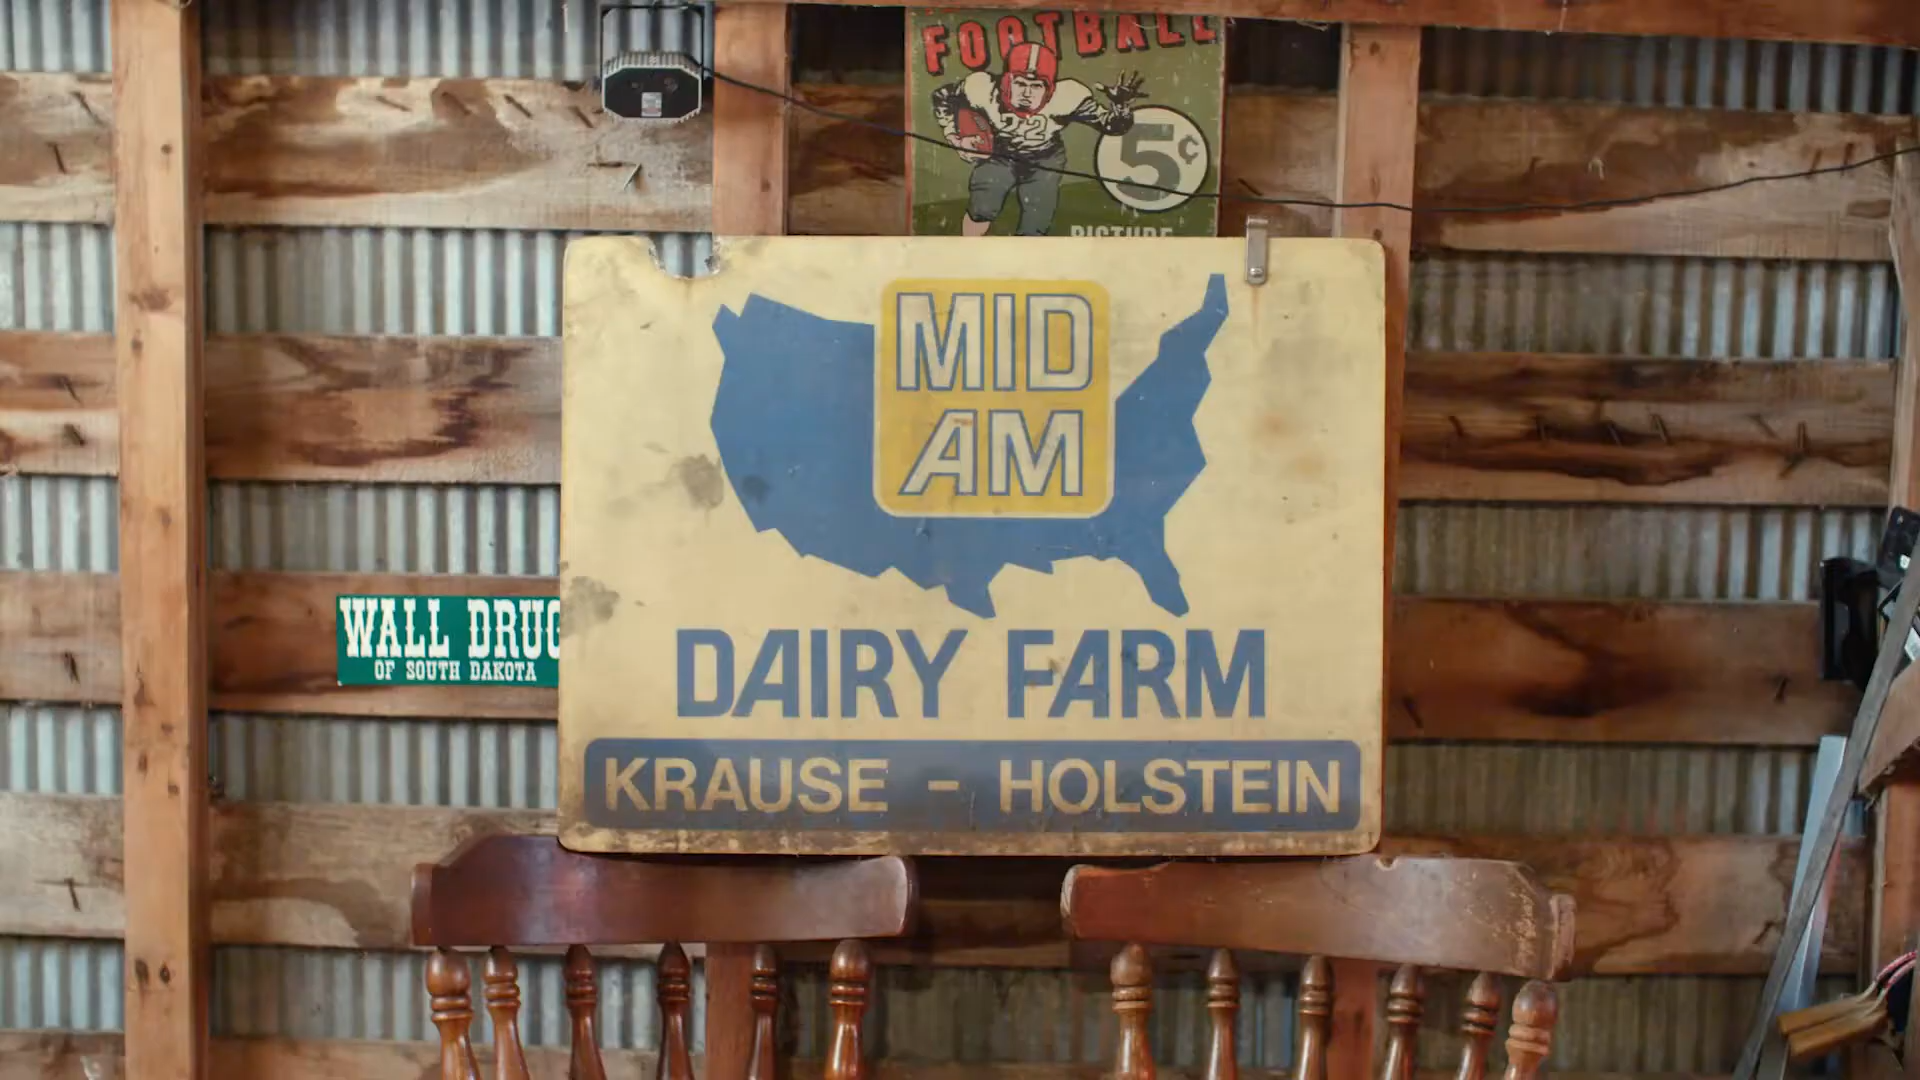 FOOTBALL
22
5¢
PICTURE
MID
AM
WALL DRUG
OF SOUTH DAKOTA
DAIRY FARM
KRAUSE - HOLSTEIN